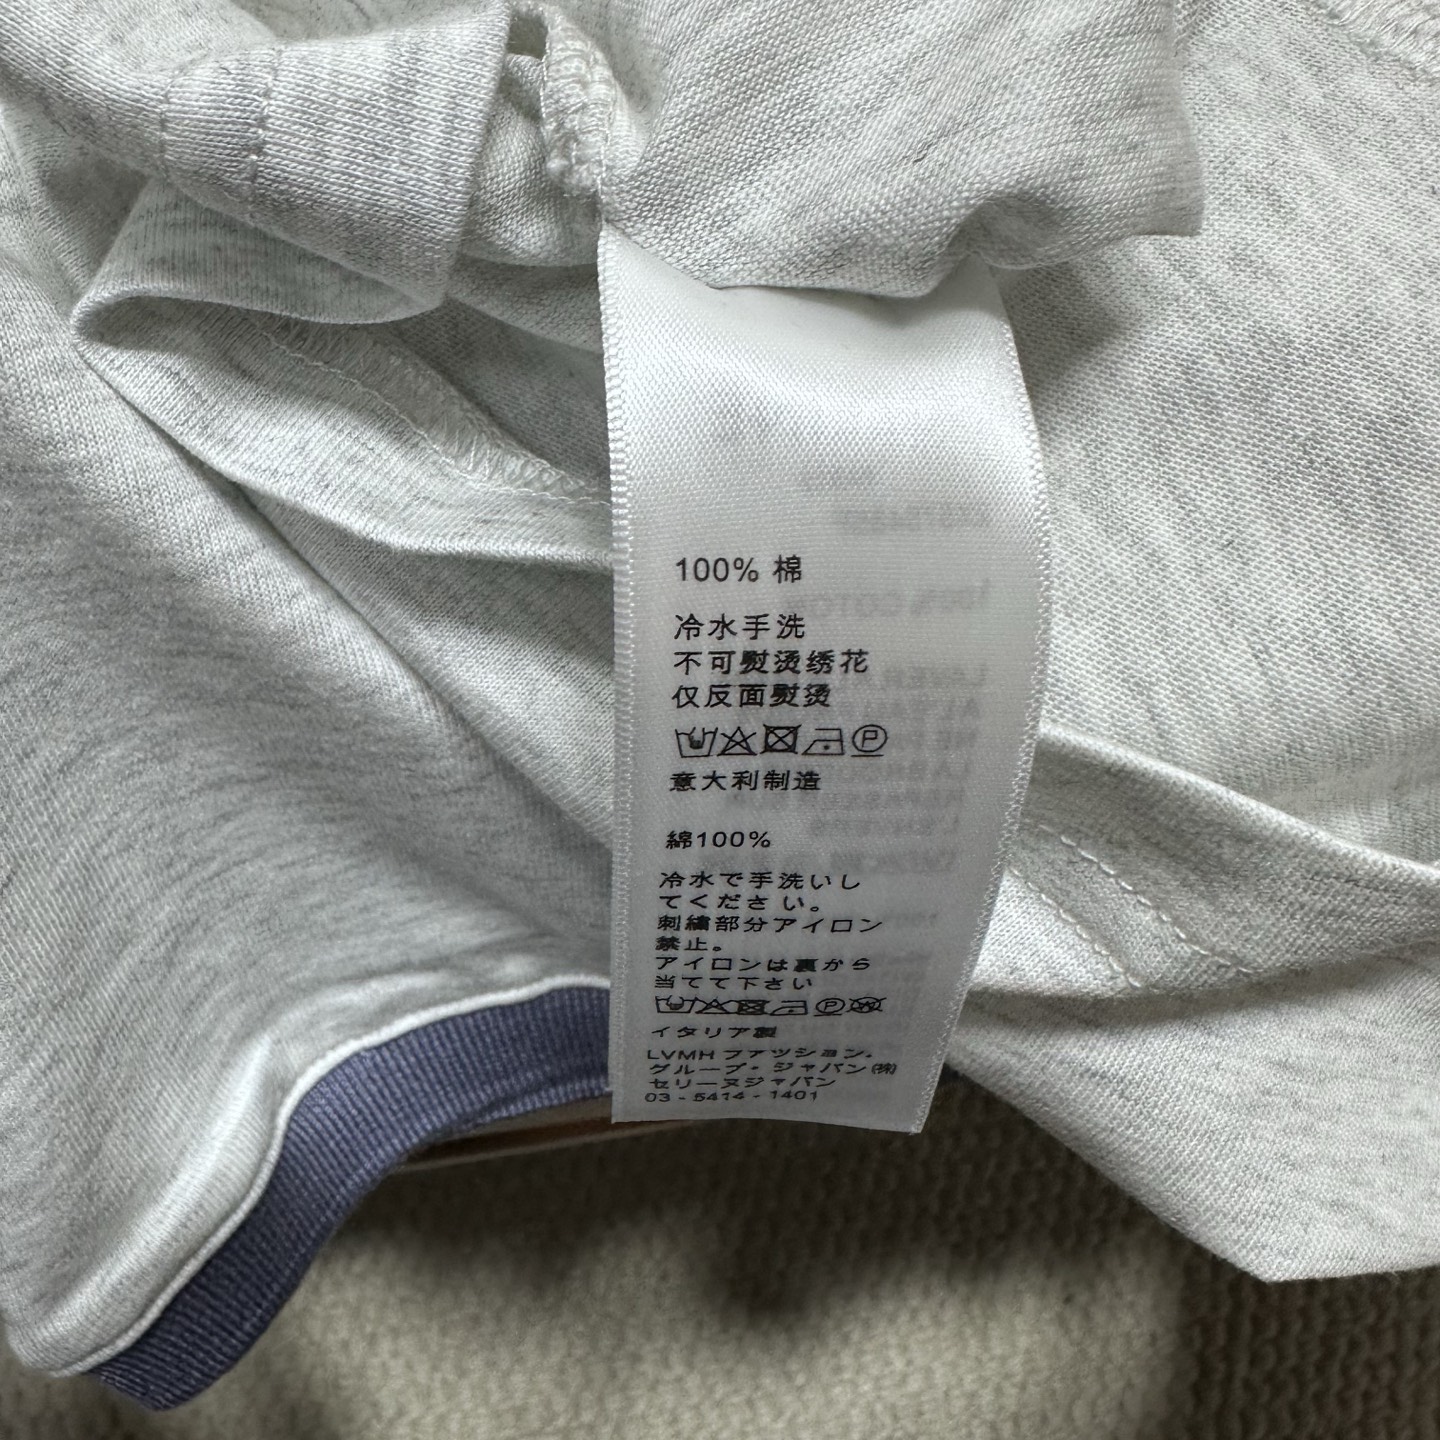 100% 棉
冷水手洗
不可熨烫绣花
仅反面熨烫
P
意大利制造
綿100%
冷水で手洗いし
てください。
刺繍部分アイロン
禁止。
アイロンは裏から
当てて下さい
P W
イタリア製
LVMH ファッション.
グループ・ジャパン㈱
セリーヌジャパン
03 - 5414 - 1401